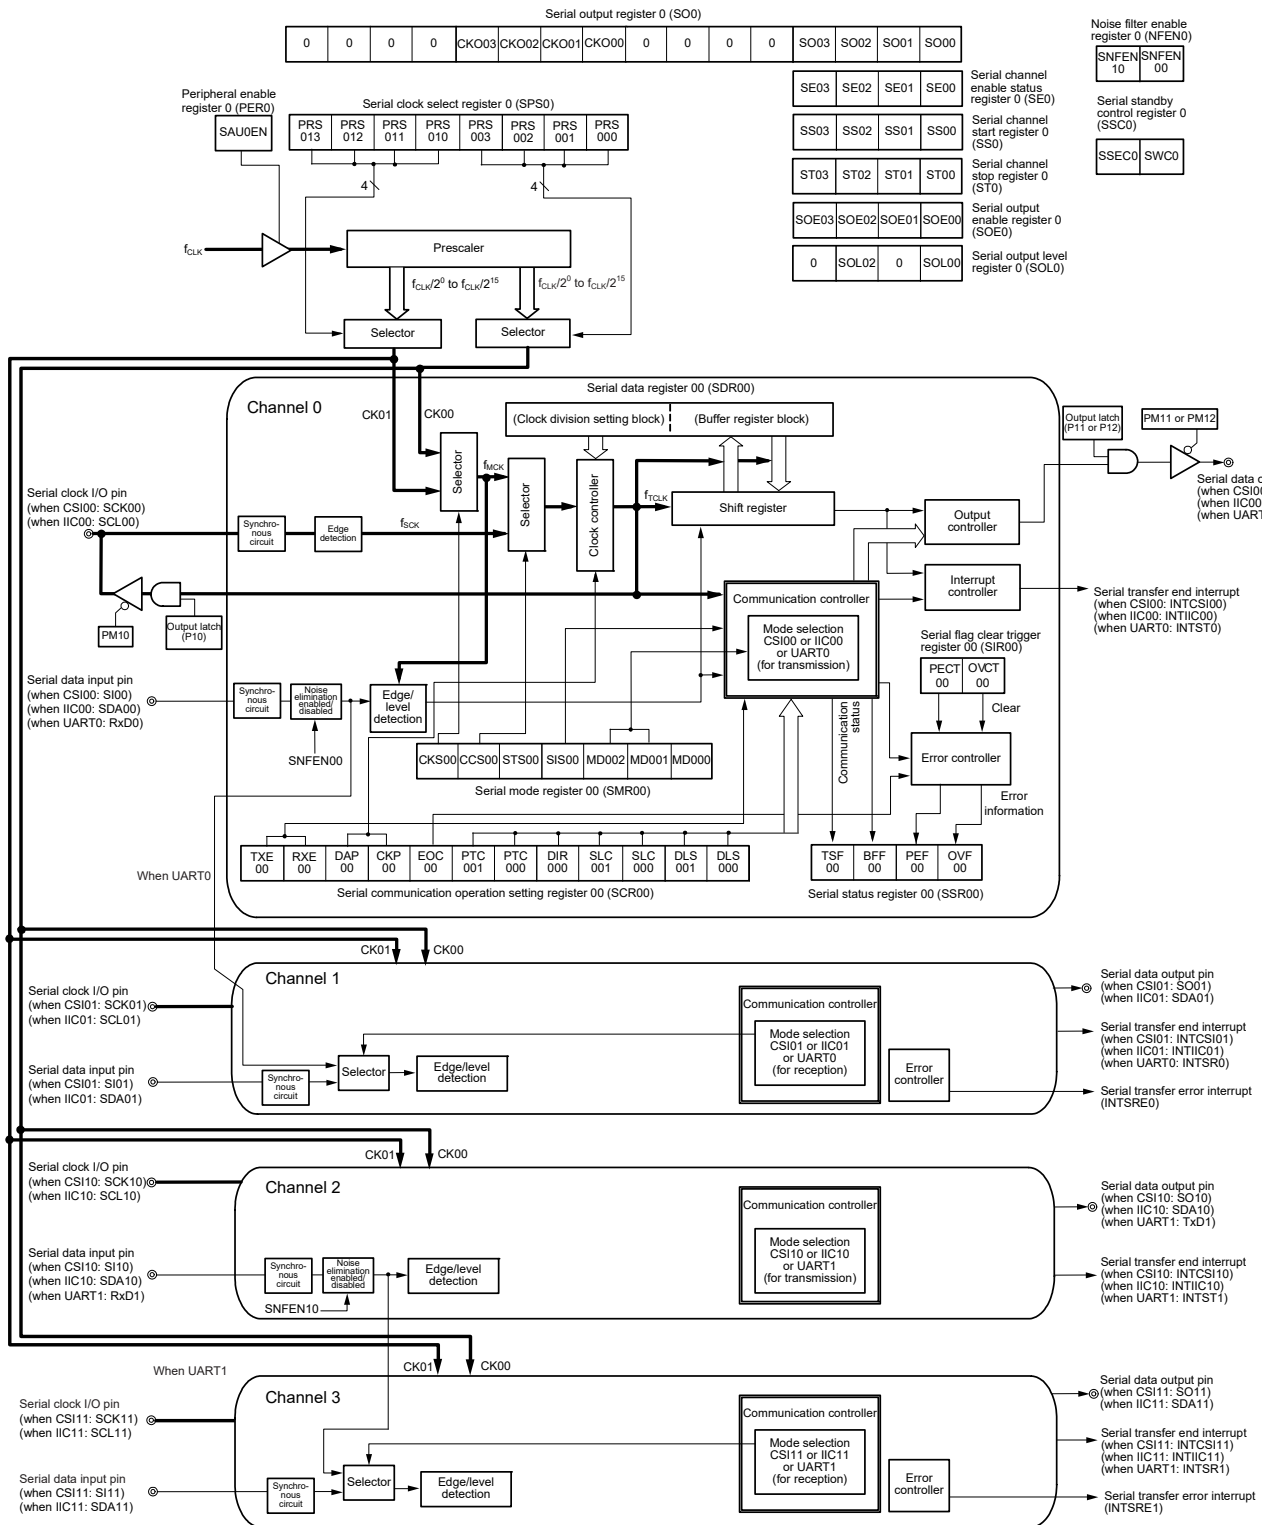 Serial output register 0 (SO0)
0 0 0 0 CKO03 CKO02 CKO01 CKO00 0 0 0 0 SO03 SO02 SO01 SO00
Noise filter enable
register 0 (NFEN0)
SNFEN SNFEN
10 00
SE03 SE02 SE01 SE00
Serial channel
enable status
register 0 (SE0)
Peripheral enable
register 0 (PER0)
SAU0EN
Serial clock select register 0 (SPS0)
PRS PRS PRS PRS PRS PRS PRS PRS
013 012 011 010 003 002 001 000
SS03 SS02 SS01 SS00
Serial channel
start register 0
(SS0)
Serial standby
control register 0
(SSC0)
SSEC0 SWC0
ST03 ST02 ST01 ST00
Serial channel
stop register 0
(ST0)
4 4
SOE03 SOE02 SOE01 SOE00
Serial output
enable register 0
(SOE0)
0 SOL02 0 SOL00
Serial output level
register 0 (SOL0)
fCLK
Prescaler
fCLK/2⁰ to fCLK/2¹⁵ fCLK/2⁰ to fCLK/2¹⁵
Selector Selector
Channel 0
CK01 CK00
Serial data register 00 (SDR00)
(Clock division setting block) (Buffer register block)
Selector
fMCK
Selector
Clock controller
fTCLK
Shift register
Output latch
(P11 or P12)
PM11 or PM12
Serial data
(when
(when
(when
Serial clock I/O pin
(when CSI00: SCK00)
(when IIC00: SCL00)
Synchro-
nous
circuit
Edge
detection
fSCK
Output
controller
Interrupt
controller
Serial transfer end interrupt
(when CSI00: INTCSI00)
(when IIC00: INTIIC00)
(when UART0: INTST0)
PM10
Output latch
(P10)
Communication controller
Mode selection
CSI00 or IIC00
or UART0
(for transmission)
Serial flag clear trigger
register 00 (SIR00)
PECT OVCT
00 00
Clear
Serial data input pin
(when CSI00: SI00)
(when IIC00: SDA00)
(when UART0: RxD0)
Synchro-
nous
circuit
Noise
elimination
enabled/
disabled
Edge/
level
detection
SNFEN00
Communication
status
Error controller
Error
information
CKS00 CCS00 STS00 SIS00 MD002 MD001 MD000
Serial mode register 00 (SMR00)
TXE RXE DAP CKP EOC PTC PTC DIR SLC SLC DLS DLS
00 00 00 00 00 001 000 000 001 000 001 000
Serial communication operation setting register 00 (SCR00)
TSF BFF PEF OVF
00 00 00 00
Serial status register 00 (SSR00)
When UART0
CK01 CK00
Channel 1
Serial clock I/O pin
(when CSI01: SCK01)
(when IIC01: SCL01)
Serial data input pin
(when CSI01: SI01)
(when IIC01: SDA01)
Synchro-
nous
circuit
Selector
Edge/level
detection
Communication controller
Mode selection
CSI01 or IIC01
or UART0
(for reception)
Error
controller
Serial data output pin
(when CSI01: SO01)
(when IIC01: SDA01)
Serial transfer end interrupt
(when CSI01: INTCSI01)
(when IIC01: INTIIC01)
(when UART0: INTSR0)
Serial transfer error interrupt
(INTSRE0)
CK01 CK00
Channel 2
Serial clock I/O pin
(when CSI10: SCK10)
(when IIC10: SCL10)
Serial data input pin
(when CSI10: SI10)
(when IIC10: SDA10)
(when UART1: RxD1)
Synchro-
nous
circuit
Noise
elimination
enabled/
disabled
Edge/level
detection
SNFEN10
Communication controller
Mode selection
CSI10 or IIC10
or UART1
(for transmission)
Serial data output pin
(when CSI10: SO10)
(when IIC10: SDA10)
(when UART1: TxD1)
Serial transfer end interrupt
(when CSI10: INTCSI10)
(when IIC10: INTIIC10)
(when UART1: INTST1)
When UART1
CK01 CK00
Channel 3
Serial clock I/O pin
(when CSI11: SCK11)
(when IIC11: SCL11)
Serial data input pin
(when CSI11: SI11)
(when IIC11: SDA11)
Synchro-
nous
circuit
Selector
Edge/level
detection
Communication controller
Mode selection
CSI11 or IIC11
or UART1
(for reception)
Error
controller
Serial data output pin
(when CSI11: SO11)
(when IIC11: SDA11)
Serial transfer end interrupt
(when CSI11: INTCSI11)
(when IIC11: INTIIC11)
(when UART1: INTSR1)
Serial transfer error interrupt
(INTSRE1)